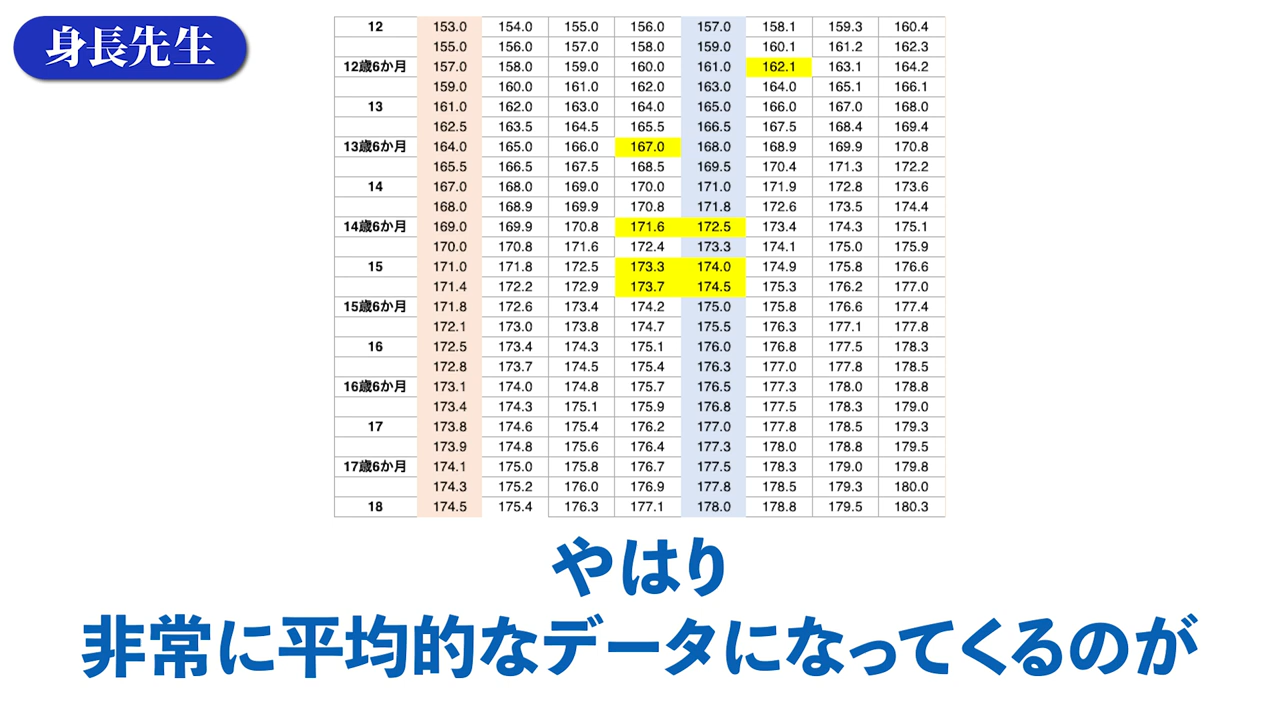 身長先生
12 153.0 154.0 155.0 156.0 157.0 158.1 159.3 160.4
155.0 156.0 157.0 158.0 159.0 160.1 161.2 162.3
12歳6か月 157.0 158.0 159.0 160.0 161.0 162.1 163.1 164.2
159.0 160.0 161.0 162.0 163.0 164.0 165.1 166.1
13 161.0 162.0 163.0 164.0 165.0 166.0 167.0 168.0
162.5 163.5 164.5 165.5 166.5 167.5 168.4 169.4
13歳6か月 164.0 165.0 166.0 167.0 168.0 168.9 169.9 170.8
165.5 166.5 167.5 168.5 169.5 170.4 171.3 172.2
14 167.0 168.0 169.0 170.0 171.0 171.9 172.8 173.6
168.0 168.9 169.9 170.8 171.8 172.6 173.5 174.4
14歳6か月 169.0 169.9 170.8 171.6 172.5 173.4 174.3 175.1
170.0 170.8 171.6 172.4 173.3 174.1 175.0 175.9
15 171.0 171.8 172.5 173.3 174.0 174.9 175.8 176.6
171.4 172.2 172.9 173.7 174.5 175.3 176.2 177.0
15歳6か月 171.8 172.6 173.4 174.2 175.0 175.8 176.6 177.4
172.1 173.0 173.8 174.7 175.5 176.3 177.1 177.8
16 172.5 173.4 174.3 175.1 176.0 176.8 177.5 178.3
172.8 173.7 174.5 175.4 176.3 177.0 177.8 178.5
16歳6か月 173.1 174.0 174.8 175.7 176.5 177.3 178.0 178.8
173.4 174.3 175.1 175.9 176.8 177.5 178.3 179.0
17 173.8 174.6 175.4 176.2 177.0 177.8 178.5 179.3
173.9 174.8 175.6 176.4 177.3 178.0 178.8 179.5
17歳6か月 174.1 175.0 175.8 176.7 177.5 178.3 179.0 179.8
174.3 175.2 176.0 176.9 177.8 178.5 179.3 180.0
18 174.5 175.4 176.3 177.1 178.0 178.8 179.5 180.3
やはり
非常に平均的なデータになってくるのが